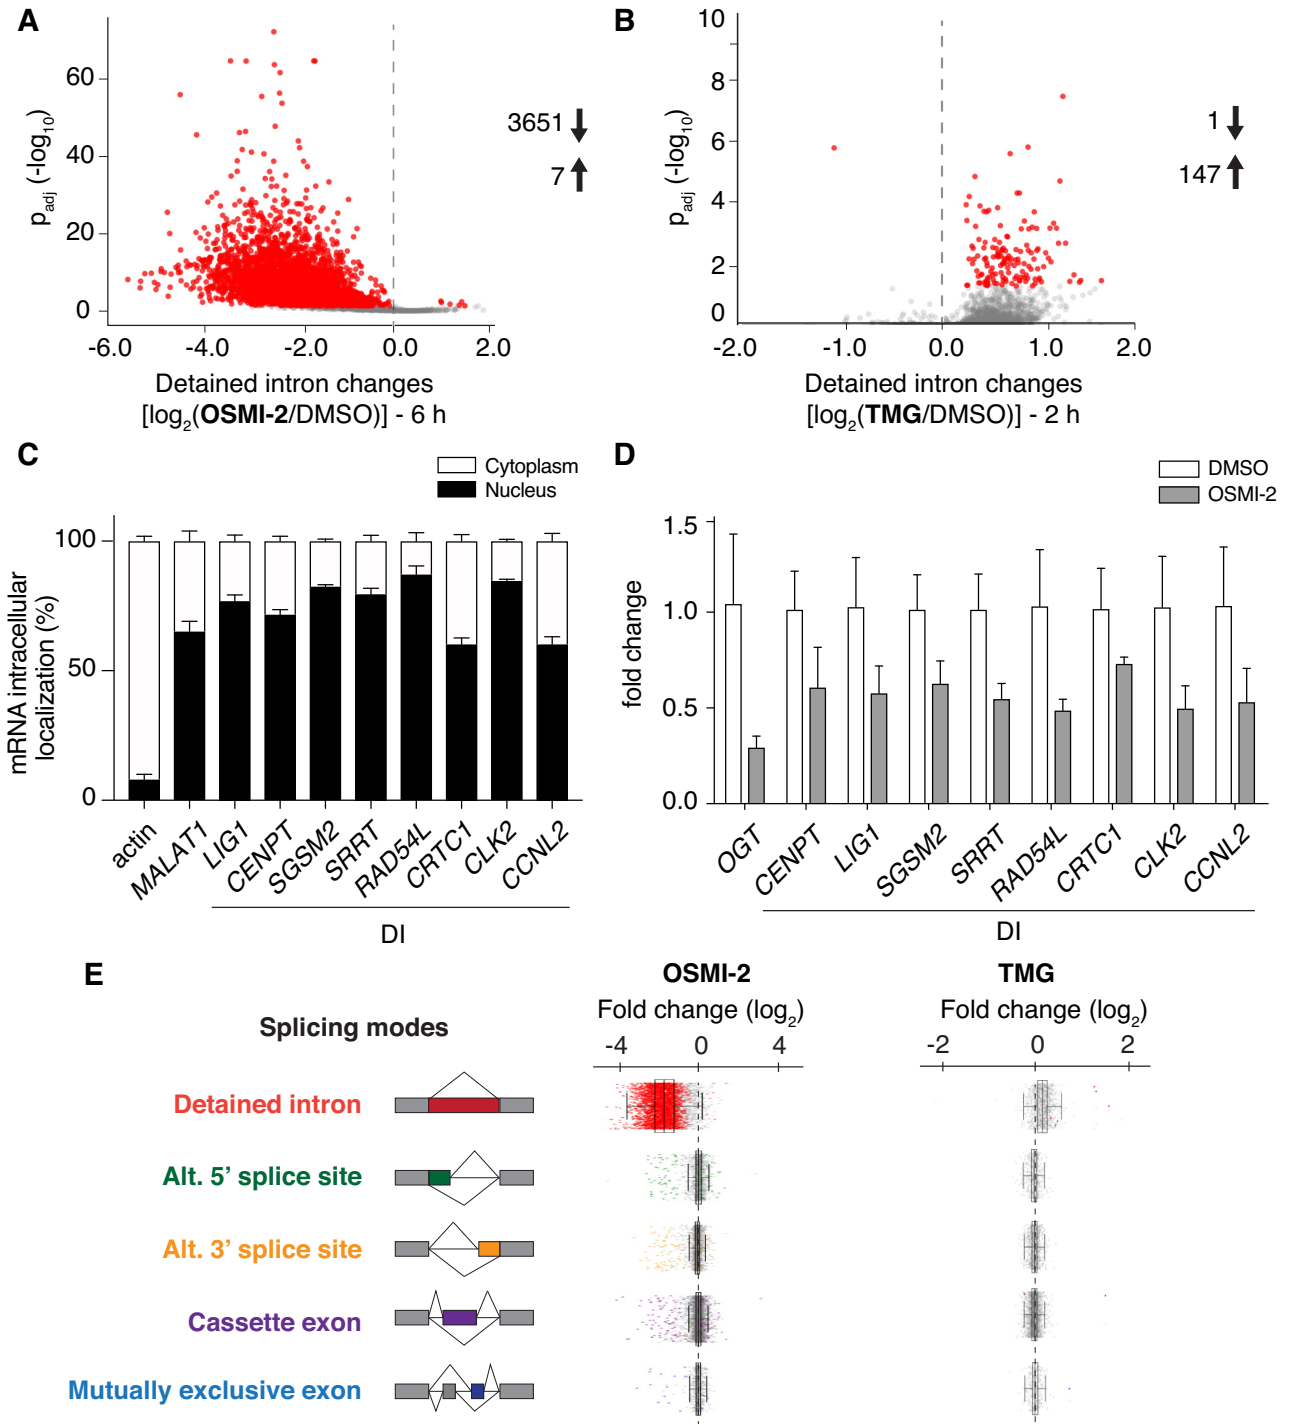 A
p_adj (-log_10)
60
40
20
0
3651
7
-6.0 -4.0 -2.0 0.0 2.0
Detained intron changes
[log_2(OSMI-2/DMSO)] - 6 h
B
p_adj (-log_10)
10
8
6
4
2
0
1
147
-2.0 -1.0 0.0 1.0 2.0
Detained intron changes
[log_2(TMG/DMSO)] - 2 h
C
Cytoplasm
Nucleus
mRNA intracellular
localization (%)
100
50
0
actin MALAT1 LIG1 CENPT SGSM2 SRRT RAD54L CRTC1 CLK2 CCNL2
DI
D
DMSO
OSMI-2
fold change
1.5
1.0
0.5
0.0
OGT CENPT LIG1 SGSM2 SRRT RAD54L CRTC1 CLK2 CCNL2
DI
E
OSMI-2 TMG
Fold change (log_2) Fold change (log_2)
Splicing modes
-4 0 4 -2 0 2
Detained intron
Alt. 5’ splice site
Alt. 3’ splice site
Cassette exon
Mutually exclusive exon